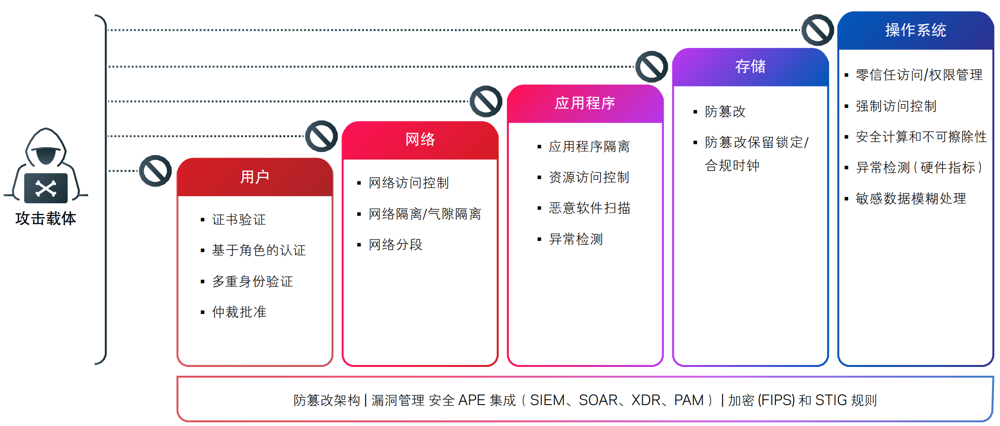 攻击载体
用户
证书验证
基于角色的认证
多重身份验证
仲裁批准
网络
网络访问控制
网络隔离/气隙隔离
网络分段
应用程序
应用程序隔离
资源访问控制
恶意软件扫描
异常检测
存储
防篡改
防篡改保留锁定/
合规时钟
操作系统
零信任访问/权限管理
强制访问控制
安全计算和不可擦除性
异常检测（硬件指标）
敏感数据模糊处理
防篡改架构 | 漏洞管理 安全 APE 集成（SIEM、SOAR、XDR、PAM）| 加密 (FIPS) 和 STIG 规则